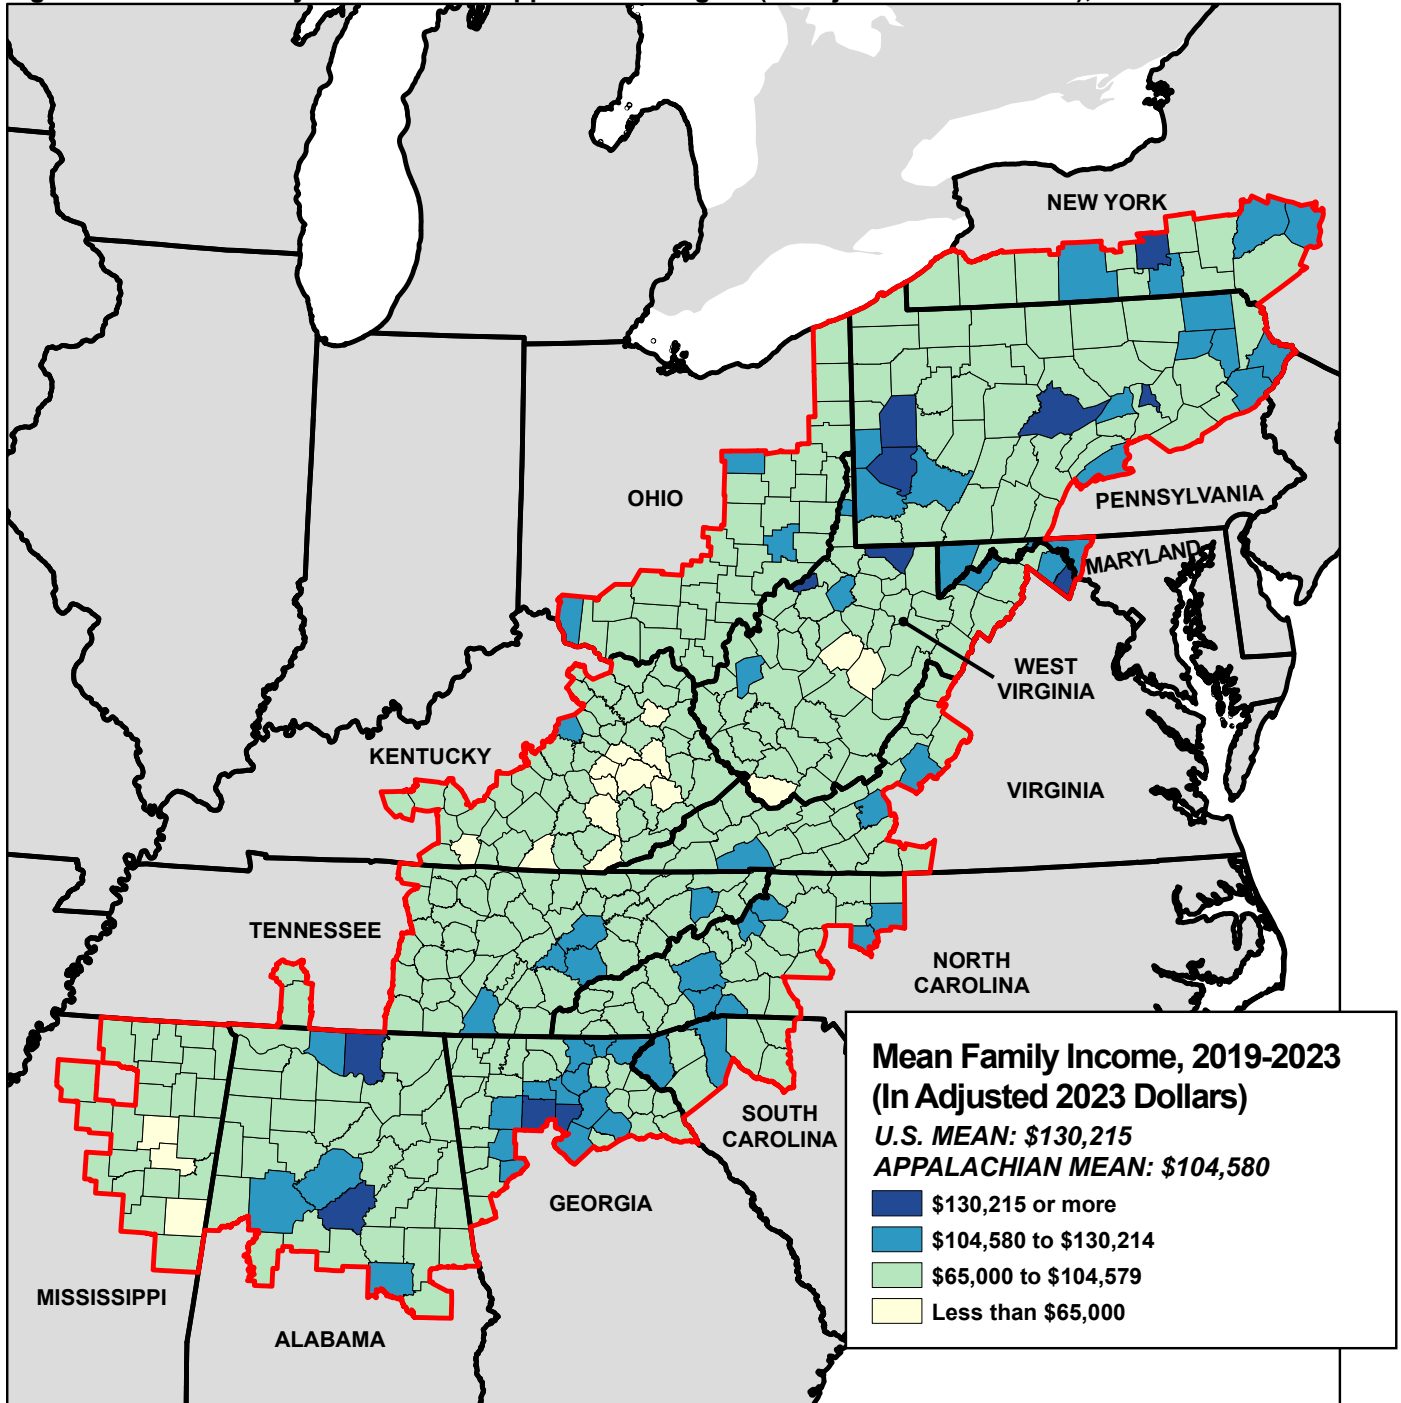 NEW YORK
OHIO
PENNSYLVANIA
MARYLAND
WEST
VIRGINIA
KENTUCKY
VIRGINIA
TENNESSEE
NORTH
CAROLINA
SOUTH
CAROLINA
GEORGIA
MISSISSIPPI
ALABAMA
Mean Family Income, 2019-2023
(In Adjusted 2023 Dollars)
U.S. MEAN: $130,215
APPALACHIAN MEAN: $104,580
$130,215 or more
$104,580 to $130,214
$65,000 to $104,579
Less than $65,000